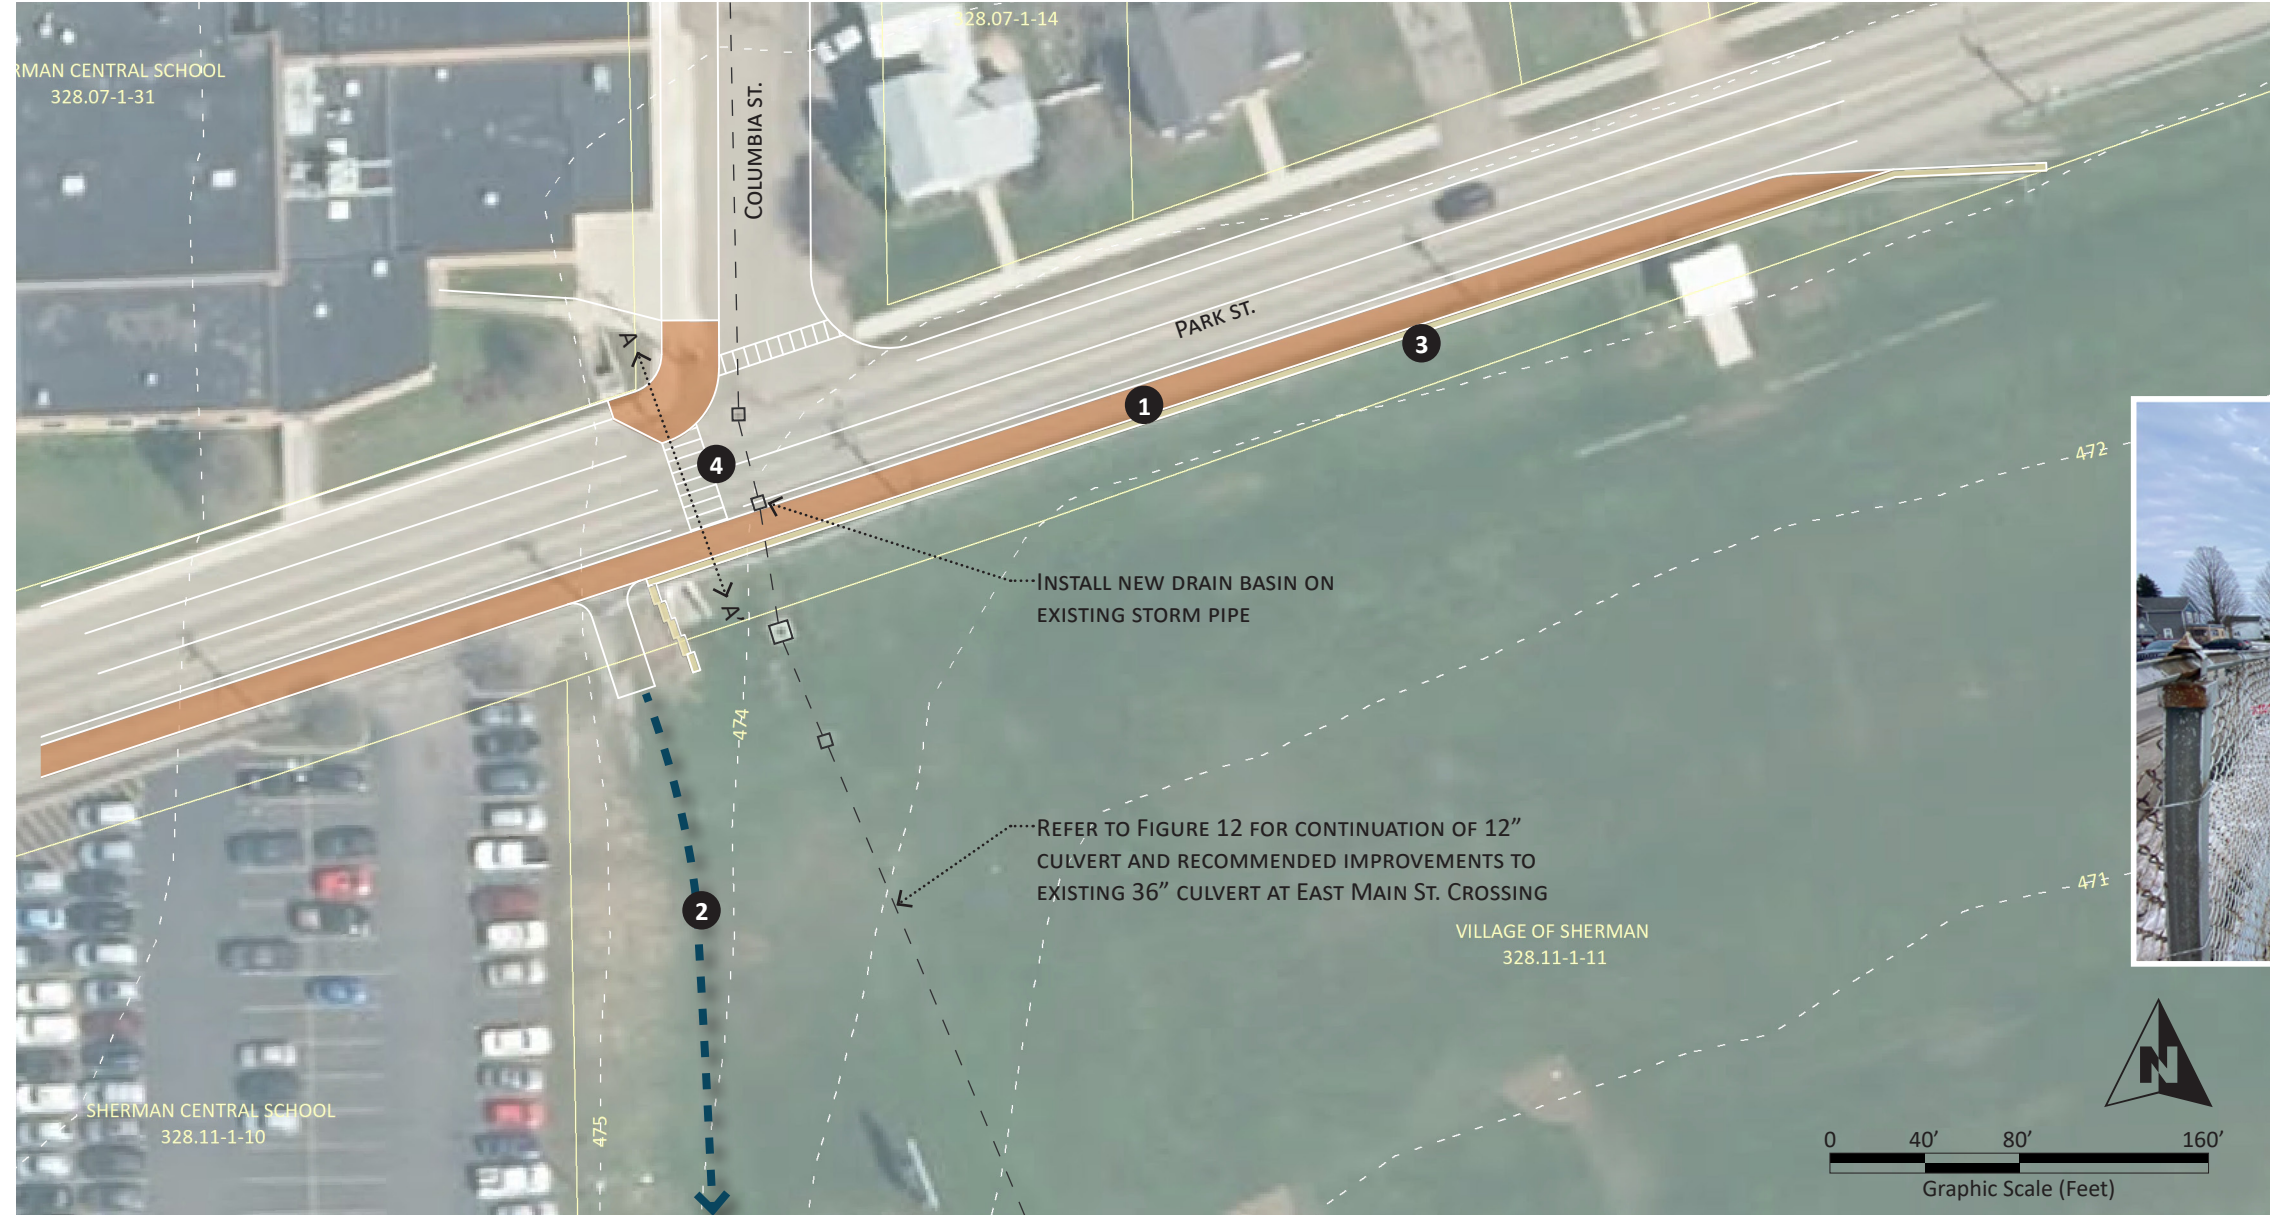 328.07-1-14
RMAN CENTRAL SCHOOL
328.07-1-31
COLUMBIA ST.
PARK ST.
A
3
1
4
472
INSTALL NEW DRAIN BASIN ON
EXISTING STORM PIPE
A'
474
REFER TO FIGURE 12 FOR CONTINUATION OF 12”
CULVERT AND RECOMMENDED IMPROVEMENTS TO
EXISTING 36” CULVERT AT EAST MAIN ST. CROSSING
471
2
VILLAGE OF SHERMAN
328.11-1-11
N
SHERMAN CENTRAL SCHOOL
328.11-1-10
475
0 40’ 80’ 160’
Graphic Scale (Feet)